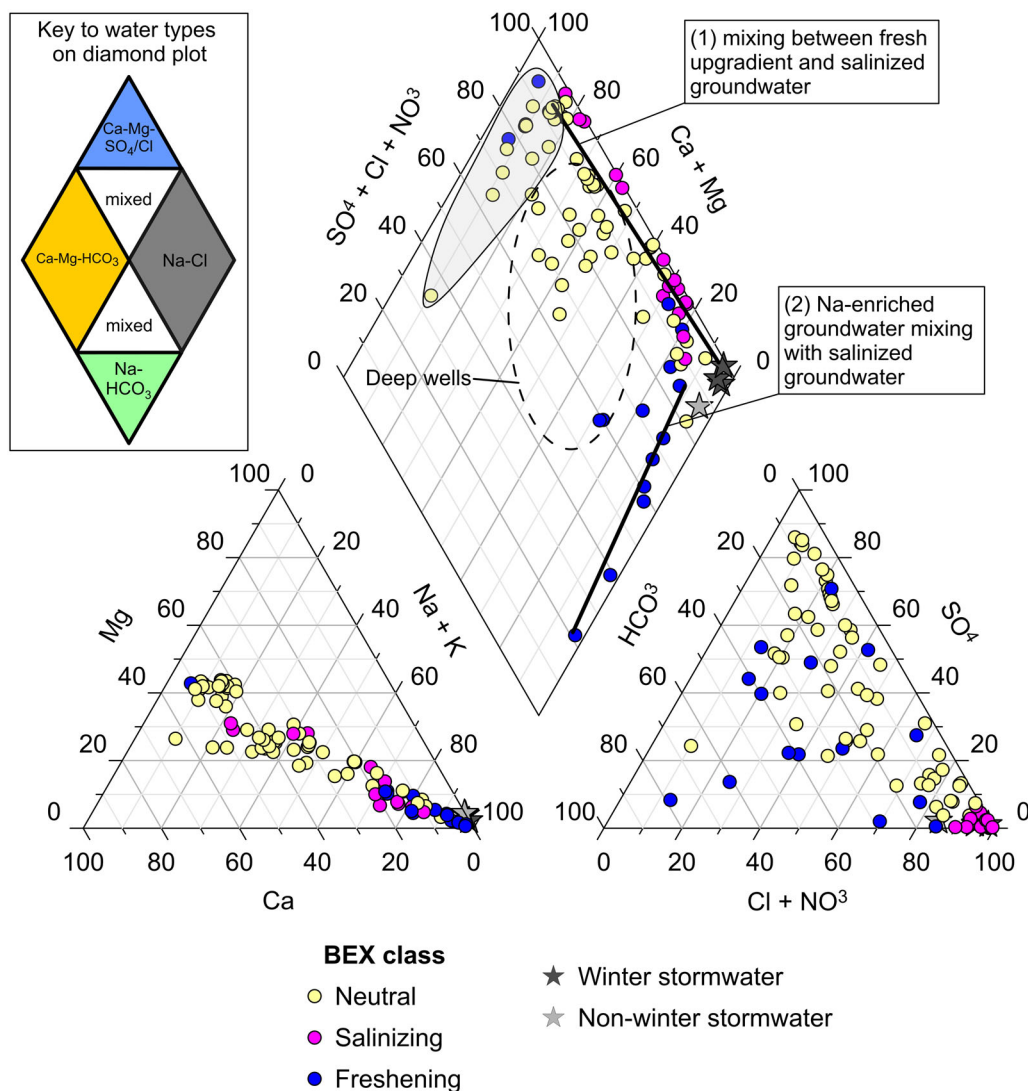 Key to water types
on diamond plot
Ca-Mg-
SO₄/Cl
mixed
Ca-Mg-HCO₃
Na-Cl
mixed
Na-
HCO₃
100 100
80 80
60 60
40 40
20 20
0 0
SO⁴ + Cl + NO³
Ca + Mg
(1) mixing between fresh
upgradient and salinized
groundwater
(2) Na-enriched
groundwater mixing
with salinized
groundwater
Deep wells
100 0
80 20
60 40
40 60
20 80
0 100
Mg
Na + K
100 80 60 40 20 0
Ca
0 100
20 80
40 60
60 40
80 20
100 0
HCO³
SO⁴
0 20 40 60 80 100
Cl + NO³
BEX class
Neutral
Salinizing
Freshening
Winter stormwater
Non-winter stormwater